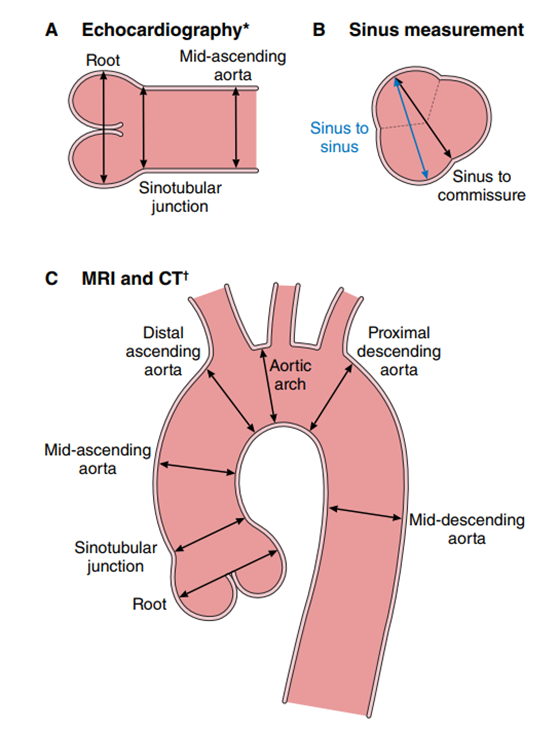 A Echocardiography*
Root
Mid-ascending
aorta
Sinotubular
junction
B Sinus measurement
Sinus to
sinus
Sinus to
commissure
C MRI and CT†
Distal
ascending
aorta
Aortic
arch
Proximal
descending
aorta
Mid-ascending
aorta
Mid-descending
aorta
Sinotubular
junction
Root